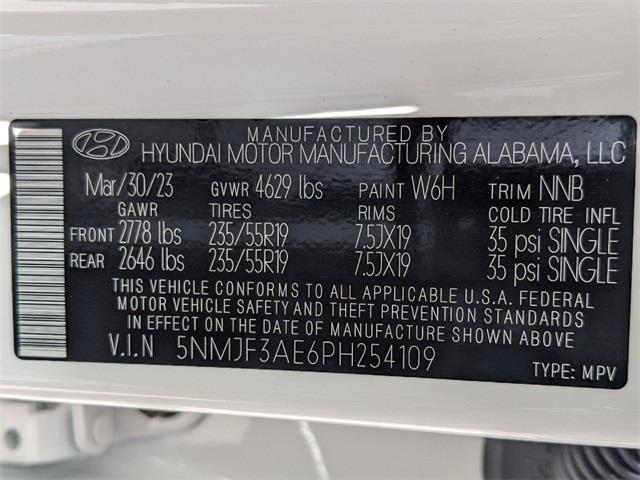 MANUFACTURED BY
HYUNDAI MOTOR MANUFACTURING ALABAMA, LLC
Mar/30/23 GVWR 4629 lbs PAINT W6H TRIM NNB
GAWR TIRES RIMS COLD TIRE INFL
FRONT 2778 lbs 235/55R19 7.5JX19 35 psi SINGLE
REAR 2646 lbs 235/55R19 7.5JX19 35 psi SINGLE
THIS VEHICLE CONFORMS TO ALL APPLICABLE U.S.A. FEDERAL
MOTOR VEHICLE SAFETY AND THEFT PREVENTION STANDARDS
IN EFFECT ON THE DATE OF MANUFACTURE SHOWN ABOVE
V.I.N 5NMJF3AE6PH254109
TYPE: MPV